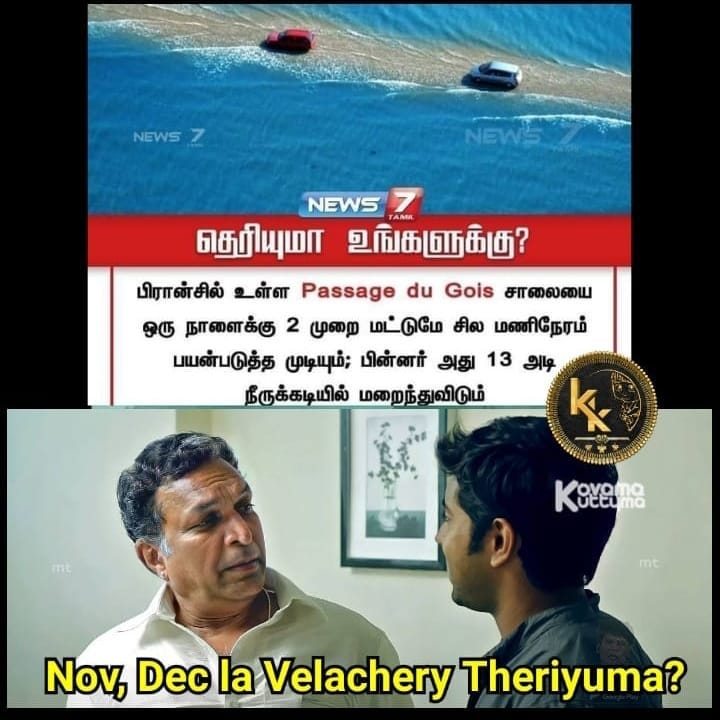 NEWS 7
NEWS 7
NEWS 7
TAMIL
தெரியுமா உங்களுக்கு?
பிரான்சில் உள்ள Passage du Gois சாலையை
ஒரு நாளைக்கு 2 முறை மட்டுமே சில மணிநேரம்
பயன்படுத்த முடியும்; பின்னர் அது 13 அடி
நீருக்கடியில் மறைந்துவிடும்
KK
Kovama
Kuttuma
mt
mt
Nov, Dec la Velachery Theriyuma?